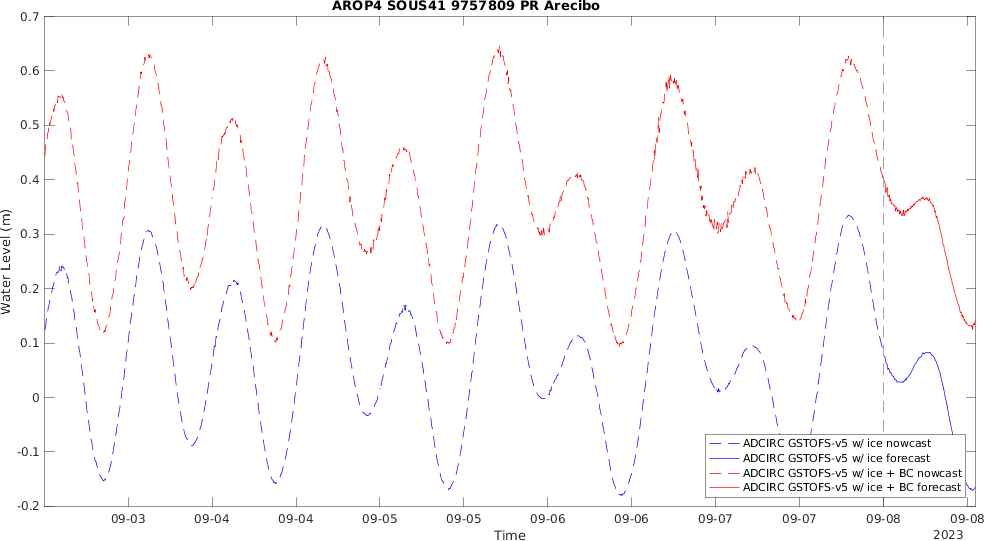 AROP4 SOUS41 9757809 PR Arecibo
0.7
0.6
0.5
0.4
0.3
0.2
0.1
0
-0.1
-0.2
Water Level (m)
ADCIRC GSTOFS-v5 w/ ice nowcast
ADCIRC GSTOFS-v5 w/ ice forecast
ADCIRC GSTOFS-v5 w/ ice + BC nowcast
ADCIRC GSTOFS-v5 w/ ice + BC forecast
09-03 09-04 09-04 09-05 09-05 09-06 09-06 09-07 09-07 09-08 09-08
Time
2023